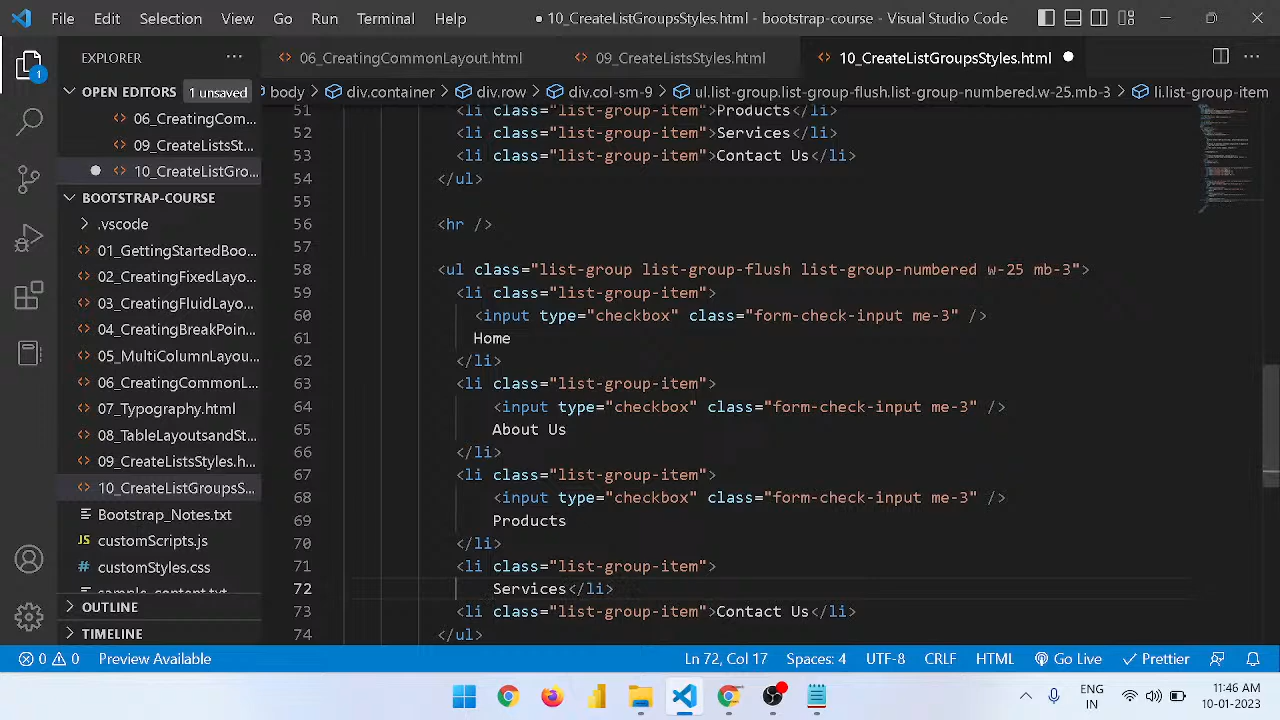 File Edit Selection View Go Run Terminal Help ● 10_CreateListGroupsStyles.html - bootstrap-course - Visual Studio Code
EXPLORER ···
06_CreatingCommonLayout.html 09_CreateListsStyles.html 10_CreateListGroupsStyles.html ●
OPEN EDITORS 1 unsaved
body div.container div.row div.col-sm-9 ul.list-group.list-group-flush.list-group-numbered.w-25.mb-3 li.list-group-item
1
06_CreatingCom...
09_CreateListsSt...
● 10_CreateListGro...
BOOTSTRAP-COURSE
.vscode
01_GettingStartedBoo...
02_CreatingFixedLayo...
03_CreatingFluidLayo...
04_CreatingBreakPoin...
05_MultiColumnLayou...
06_CreatingCommonL...
07_Typography.html
08_TableLayoutsandSt...
09_CreateListsStyles.h...
10_CreateListGroupsS...
Bootstrap_Notes.txt
JS customScripts.js
customStyles.css
sample_content.txt
OUTLINE
TIMELINE
51 <li class="list-group-item">Products</li>
52 <li class="list-group-item">Services</li>
53 <li class="list-group-item">Contact Us</li>
54 </ul>
55
56 <hr />
57
58 <ul class="list-group list-group-flush list-group-numbered w-25 mb-3">
59 <li class="list-group-item">
60 <input type="checkbox" class="form-check-input me-3" />
61 Home
62 </li>
63 <li class="list-group-item">
64 <input type="checkbox" class="form-check-input me-3" />
65 About Us
66 </li>
67 <li class="list-group-item">
68 <input type="checkbox" class="form-check-input me-3" />
69 Products
70 </li>
71 <li class="list-group-item">
72 Services</li>
73 <li class="list-group-item">Contact Us</li>
74 </ul>
0 0 Preview Available Ln 72, Col 17 Spaces: 4 UTF-8 CRLF HTML Go Live Prettier
ENG
IN
11:46 AM
10-01-2023